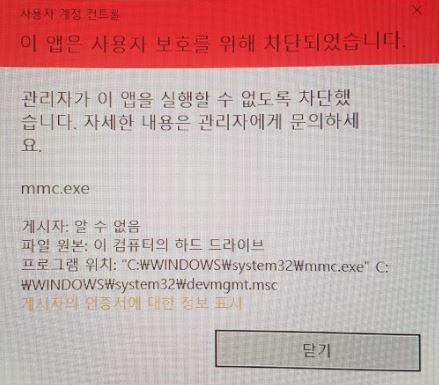 사용자 계정 컨트롤
이 앱은 사용자 보호를 위해 차단되었습니다.
관리자가 이 앱을 실행할 수 없도록 차단했
습니다. 자세한 내용은 관리자에게 문의하세
요.
mmc.exe
게시자: 알 수 없음
파일 원본: 이 컴퓨터의 하드 드라이브
프로그램 위치: "C:₩WINDOWS₩system32₩mmc.exe" C:
₩WINDOWS₩system32₩devmgmt.msc
게시자의 인증서에 대한 정보 표시
닫기